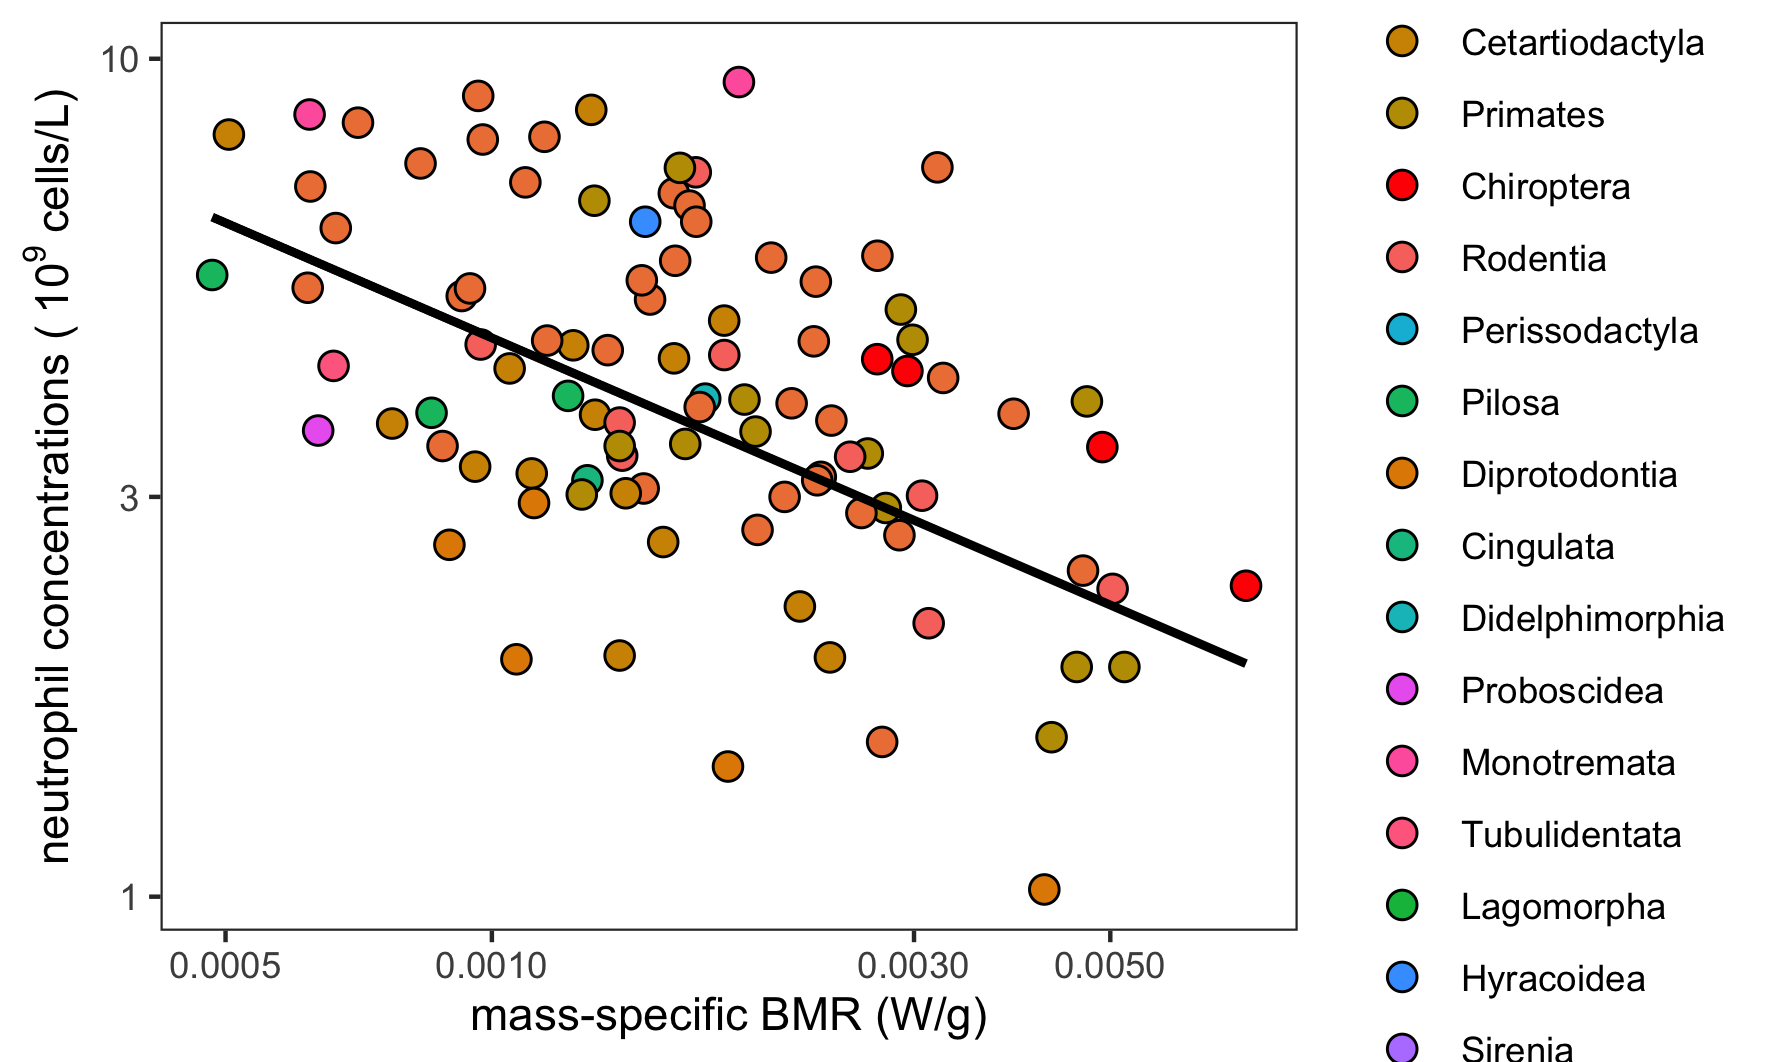 neutrophil concentrations ( 10⁹ cells/L)
10
3
1
0.0005 0.0010 0.0030 0.0050
mass-specific BMR (W/g)
Cetartiodactyla
Primates
Chiroptera
Rodentia
Perissodactyla
Pilosa
Diprotodontia
Cingulata
Didelphimorphia
Proboscidea
Monotremata
Tubulidentata
Lagomorpha
Hyracoidea
Sirenia